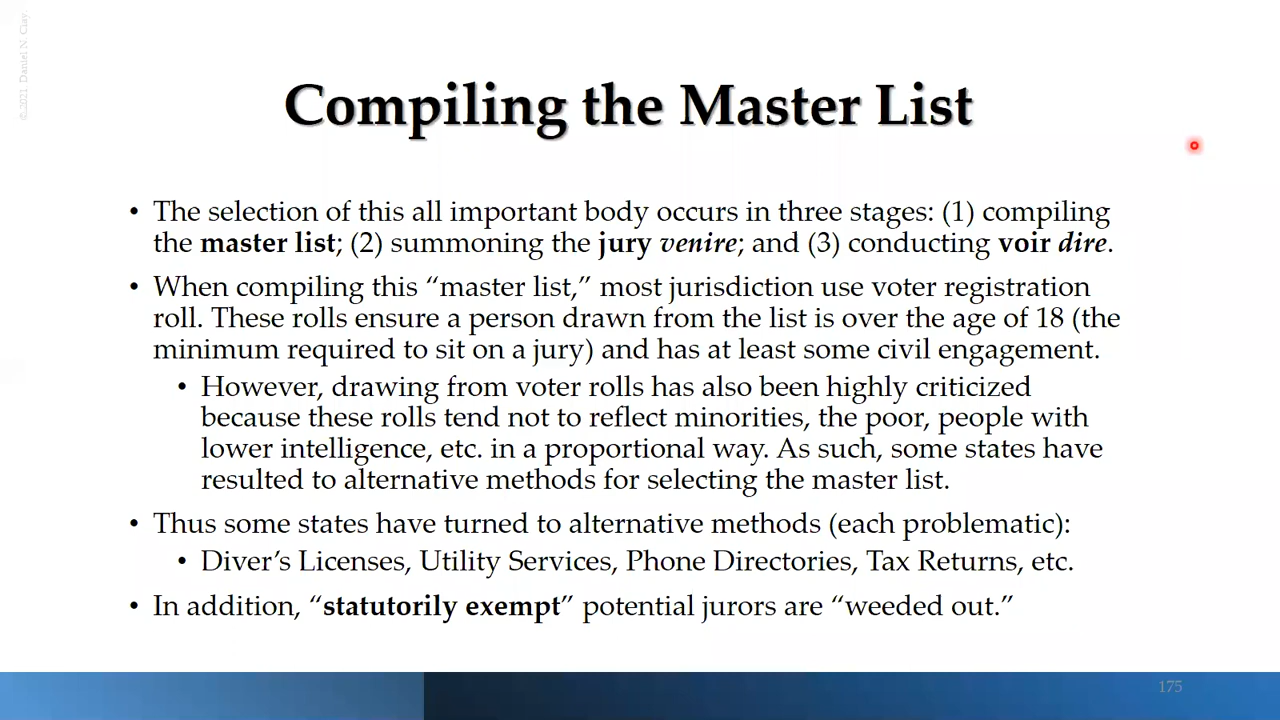 ©2021 Daniel N. Clay
Compiling the Master List
• The selection of this all important body occurs in three stages: (1) compiling
the master list; (2) summoning the jury venire; and (3) conducting voir dire.
• When compiling this “master list,” most jurisdiction use voter registration
roll. These rolls ensure a person drawn from the list is over the age of 18 (the
minimum required to sit on a jury) and has at least some civil engagement.
• However, drawing from voter rolls has also been highly criticized
because these rolls tend not to reflect minorities, the poor, people with
lower intelligence, etc. in a proportional way. As such, some states have
resulted to alternative methods for selecting the master list.
• Thus some states have turned to alternative methods (each problematic):
• Diver’s Licenses, Utility Services, Phone Directories, Tax Returns, etc.
• In addition, “statutorily exempt” potential jurors are “weeded out.”
175